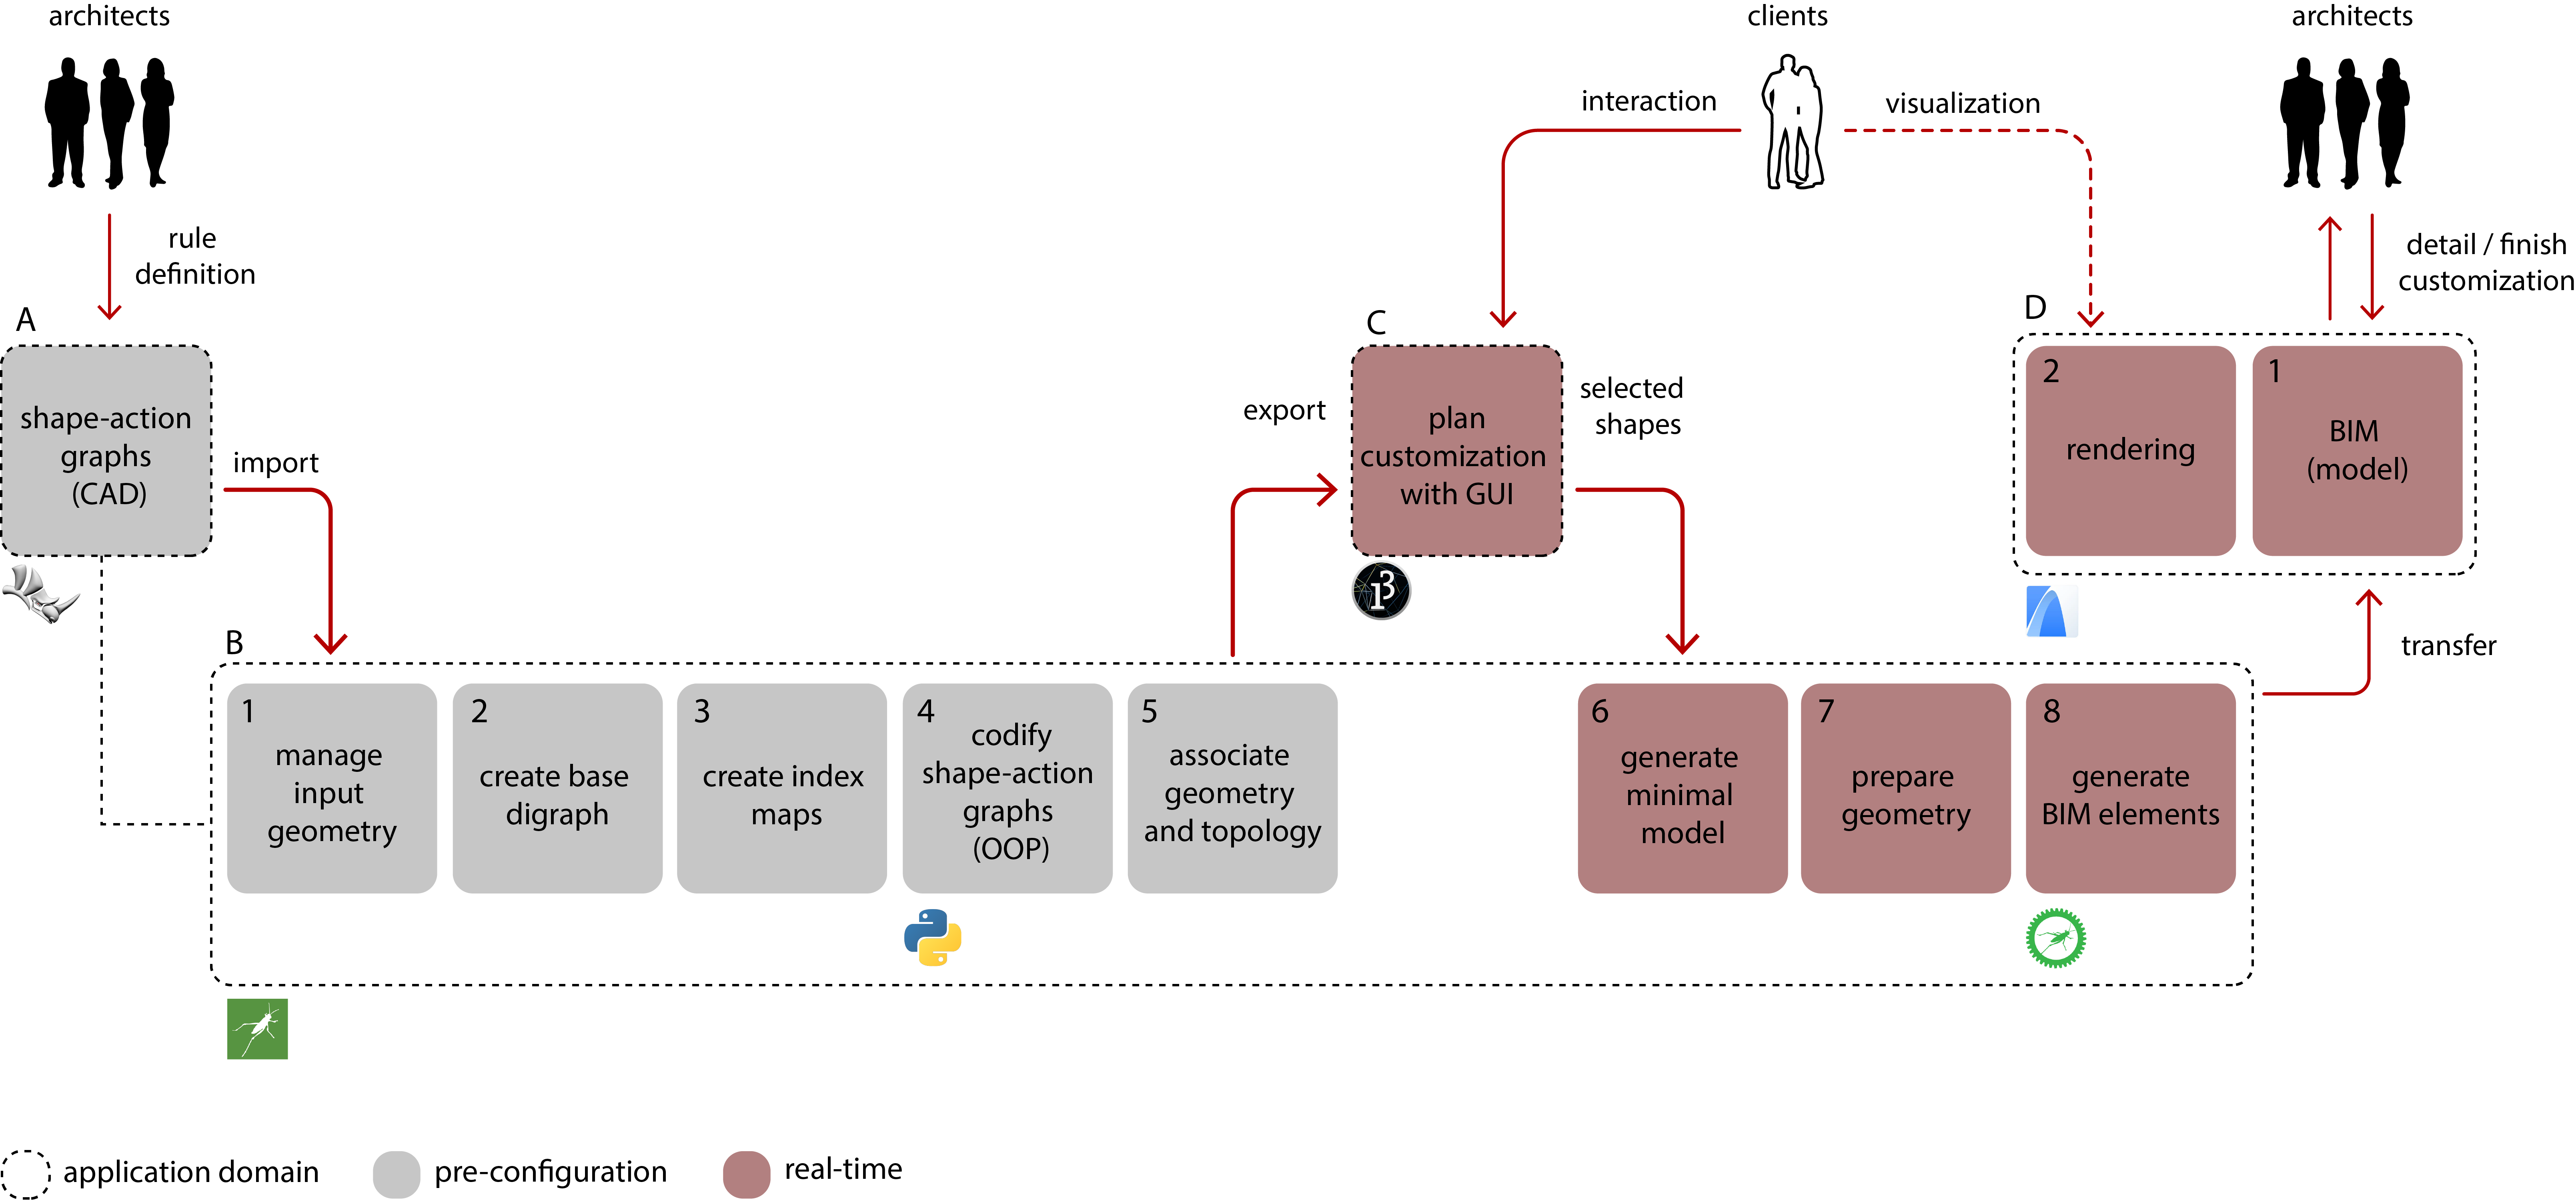 architects
clients
architects
interaction
visualization
rule
definition
detail / finish
customization
A
shape-action
graphs
(CAD)
import
export
C
plan
customization
with GUI
selected
shapes
D
2
rendering
1
BIM
(model)
transfer
B
1
manage
input
geometry
2
create base
digraph
3
create index
maps
4
codify
shape-action
graphs
(OOP)
5
associate
geometry
and topology
6
generate
minimal
model
7
prepare
geometry
8
generate
BIM elements
application domain
pre-configuration
real-time